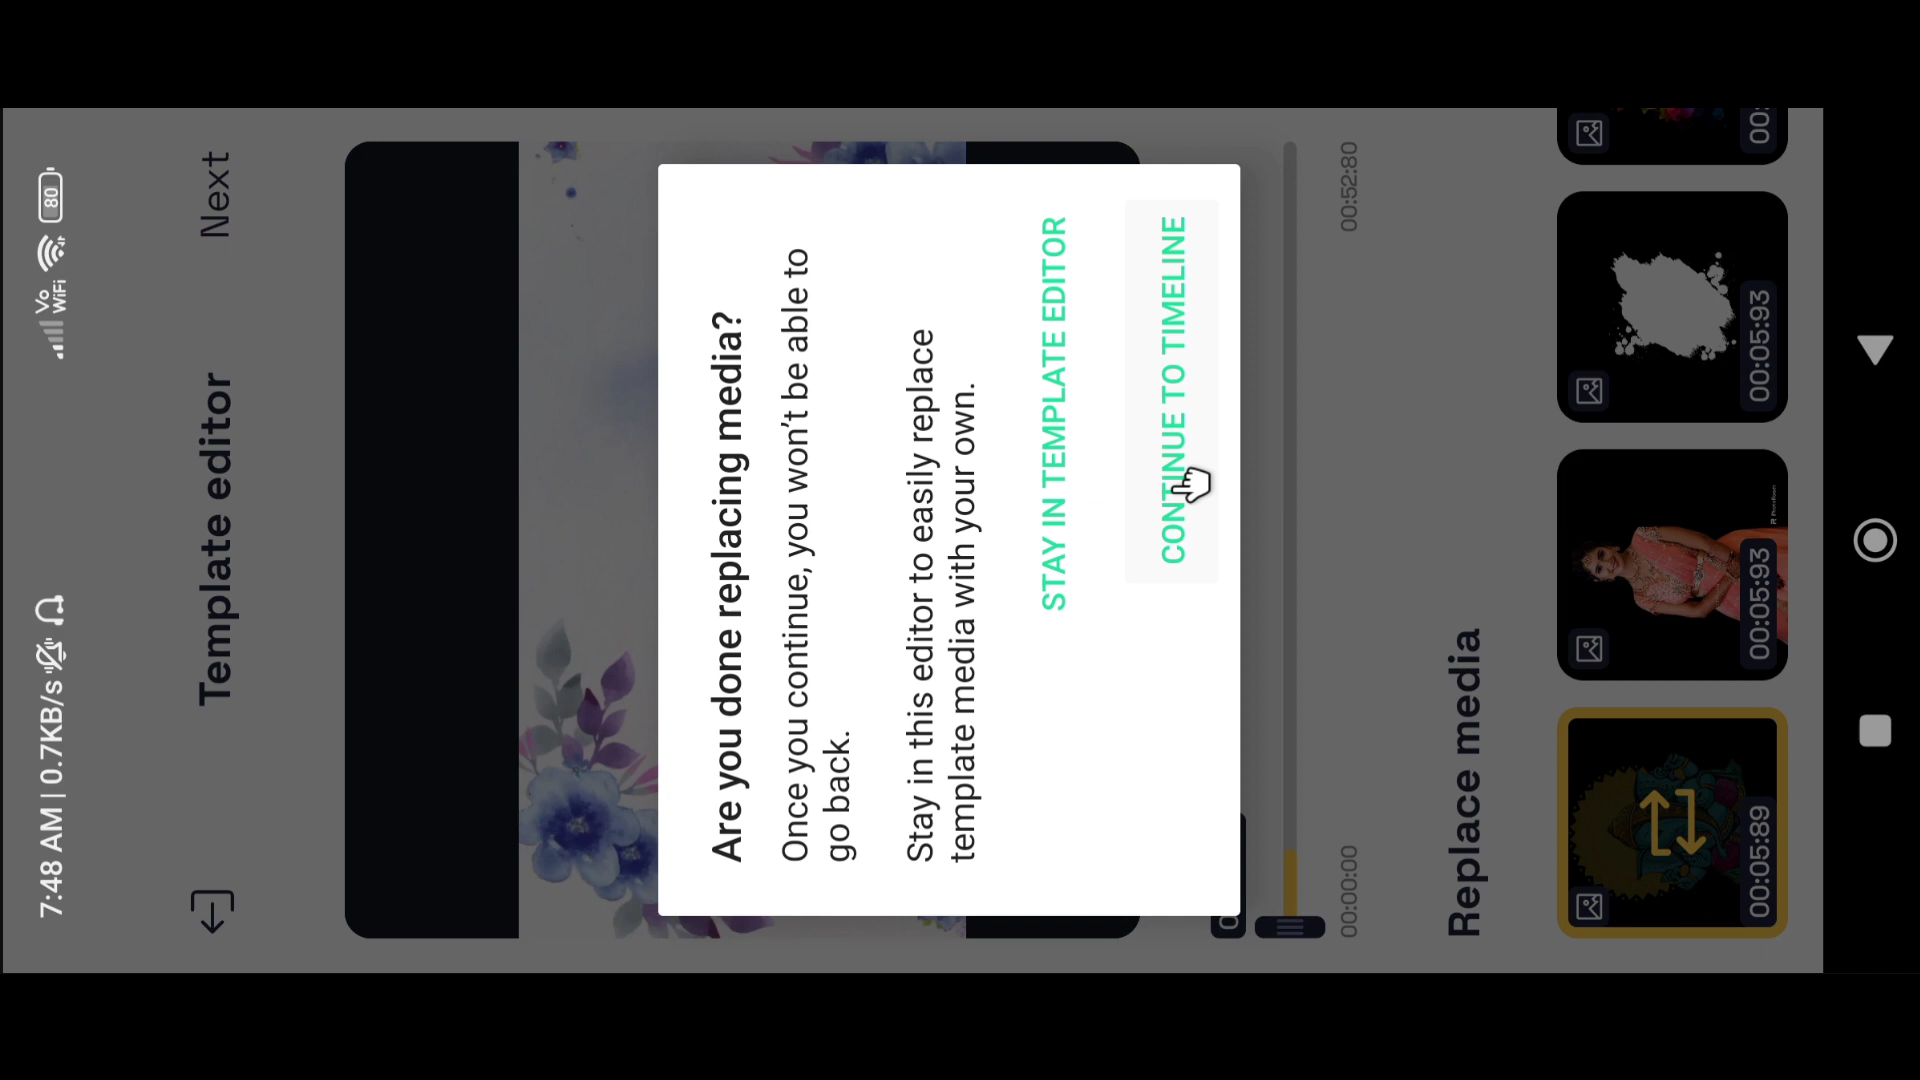 7:48 AM | 0.7KB/s
Vo
WiFi
80
Template editor
Next
Are you done replacing media?
Once you continue, you won't be able to
go back.
Stay in this editor to easily replace
template media with your own.
STAY IN TEMPLATE EDITOR
CONTINUE TO TIMELINE
00:00:00
00:52:80
Replace media
00:05:89
00:05:93
00:05:93
00: